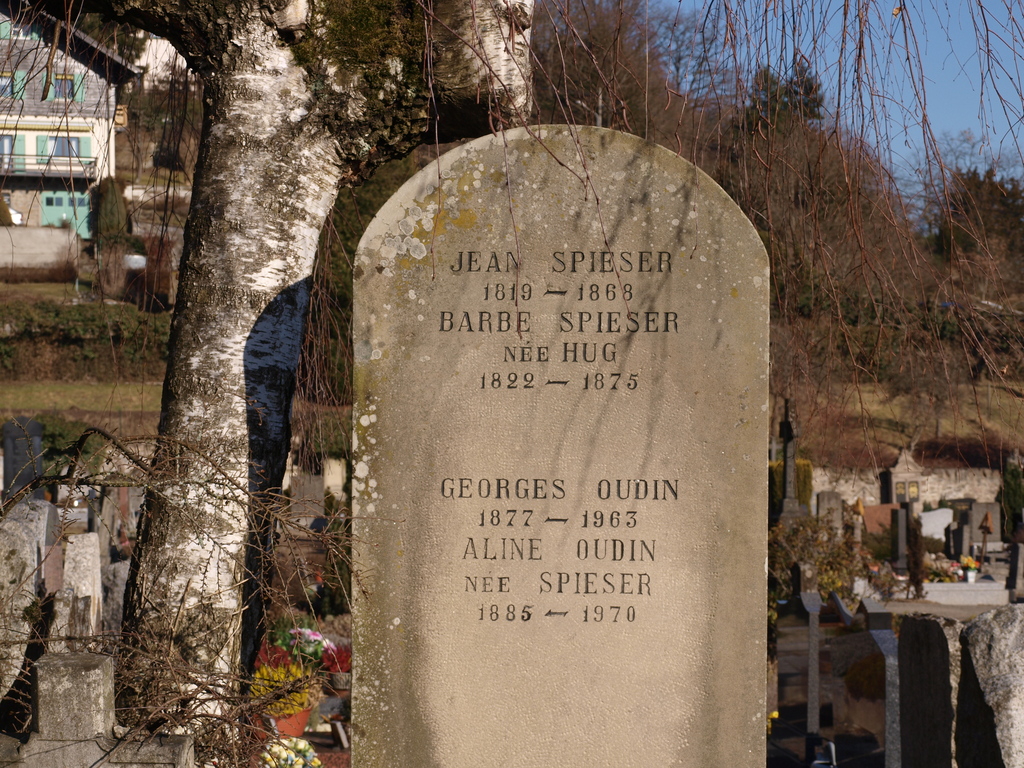 JEAN SPIESER
1819 — 1868
BARBE SPIESER
NÉE HUG
1822 — 1875
GEORGES OUDIN
1877 — 1963
ALINE OUDIN
NÉE SPIESER
1885 — 1970